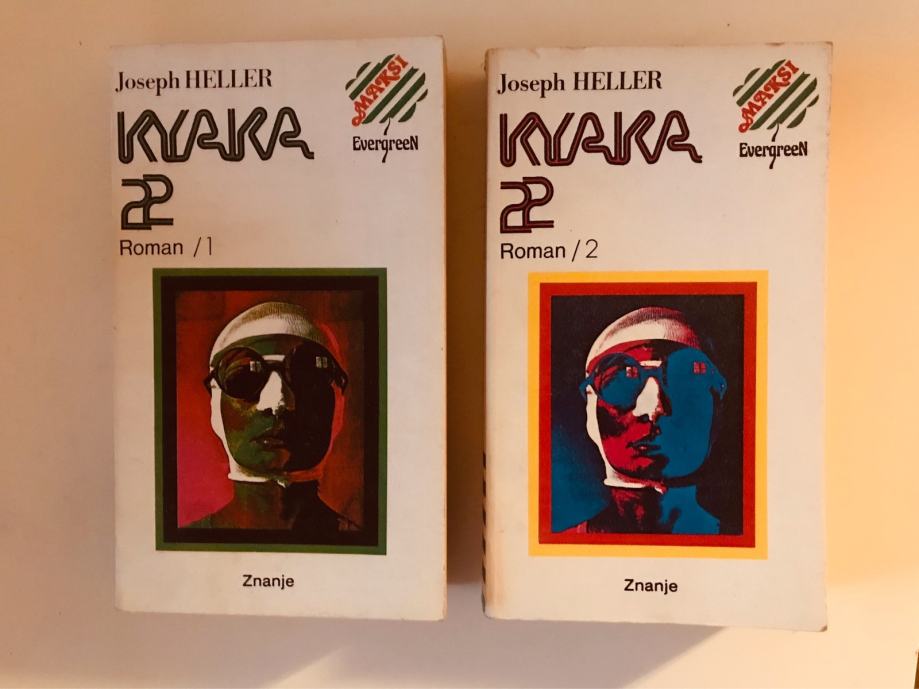 Joseph HELLER
KVAKA
22
Roman /1
MAKSI
EvergreeN
Znanje
Joseph HELLER
KVAKA
22
Roman /2
MAKSI
EvergreeN
Znanje